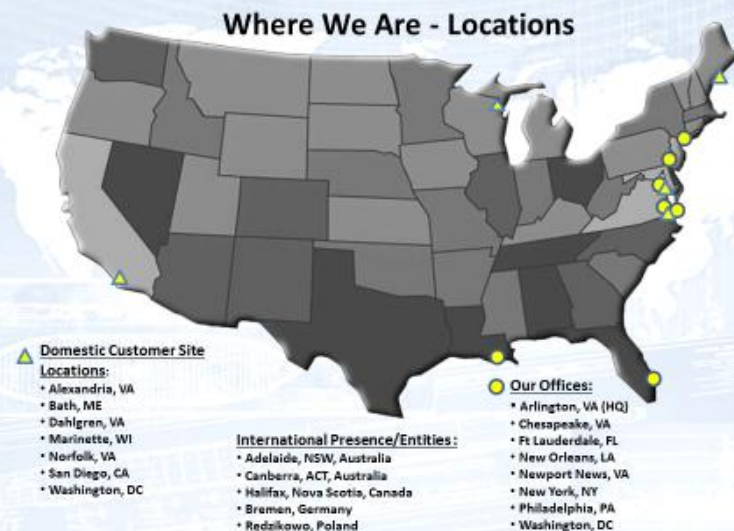 Where We Are - Locations
Domestic Customer Site
Locations:
• Alexandria, VA
• Bath, ME
• Dahlgren, VA
• Marinette, WI
• Norfolk, VA
• San Diego, CA
• Washington, DC
International Presence/Entities:
• Adelaide, NSW, Australia
• Canberra, ACT, Australia
• Halifax, Nova Scotia, Canada
• Bremen, Germany
• Redzikowo, Poland
Our Offices:
• Arlington, VA (HQ)
• Chesapeake, VA
• Ft Lauderdale, FL
• New Orleans, LA
• Newport News, VA
• New York, NY
• Philadelphia, PA
• Washington, DC